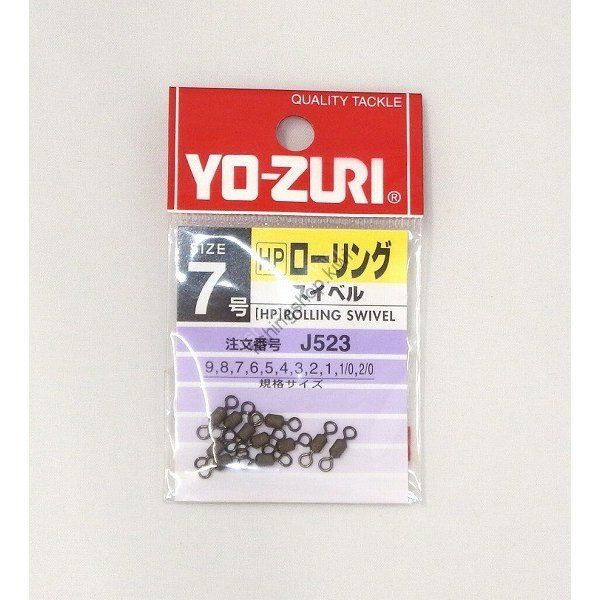 QUALITY TACKLE
YO-ZURI®
SIZE
7号
HP ローリング
スイベル
[HP]ROLLING SWIVEL
注文番号 J523
9,8,7,6,5,4,3,2,1,1/0,2/0
規格サイズ